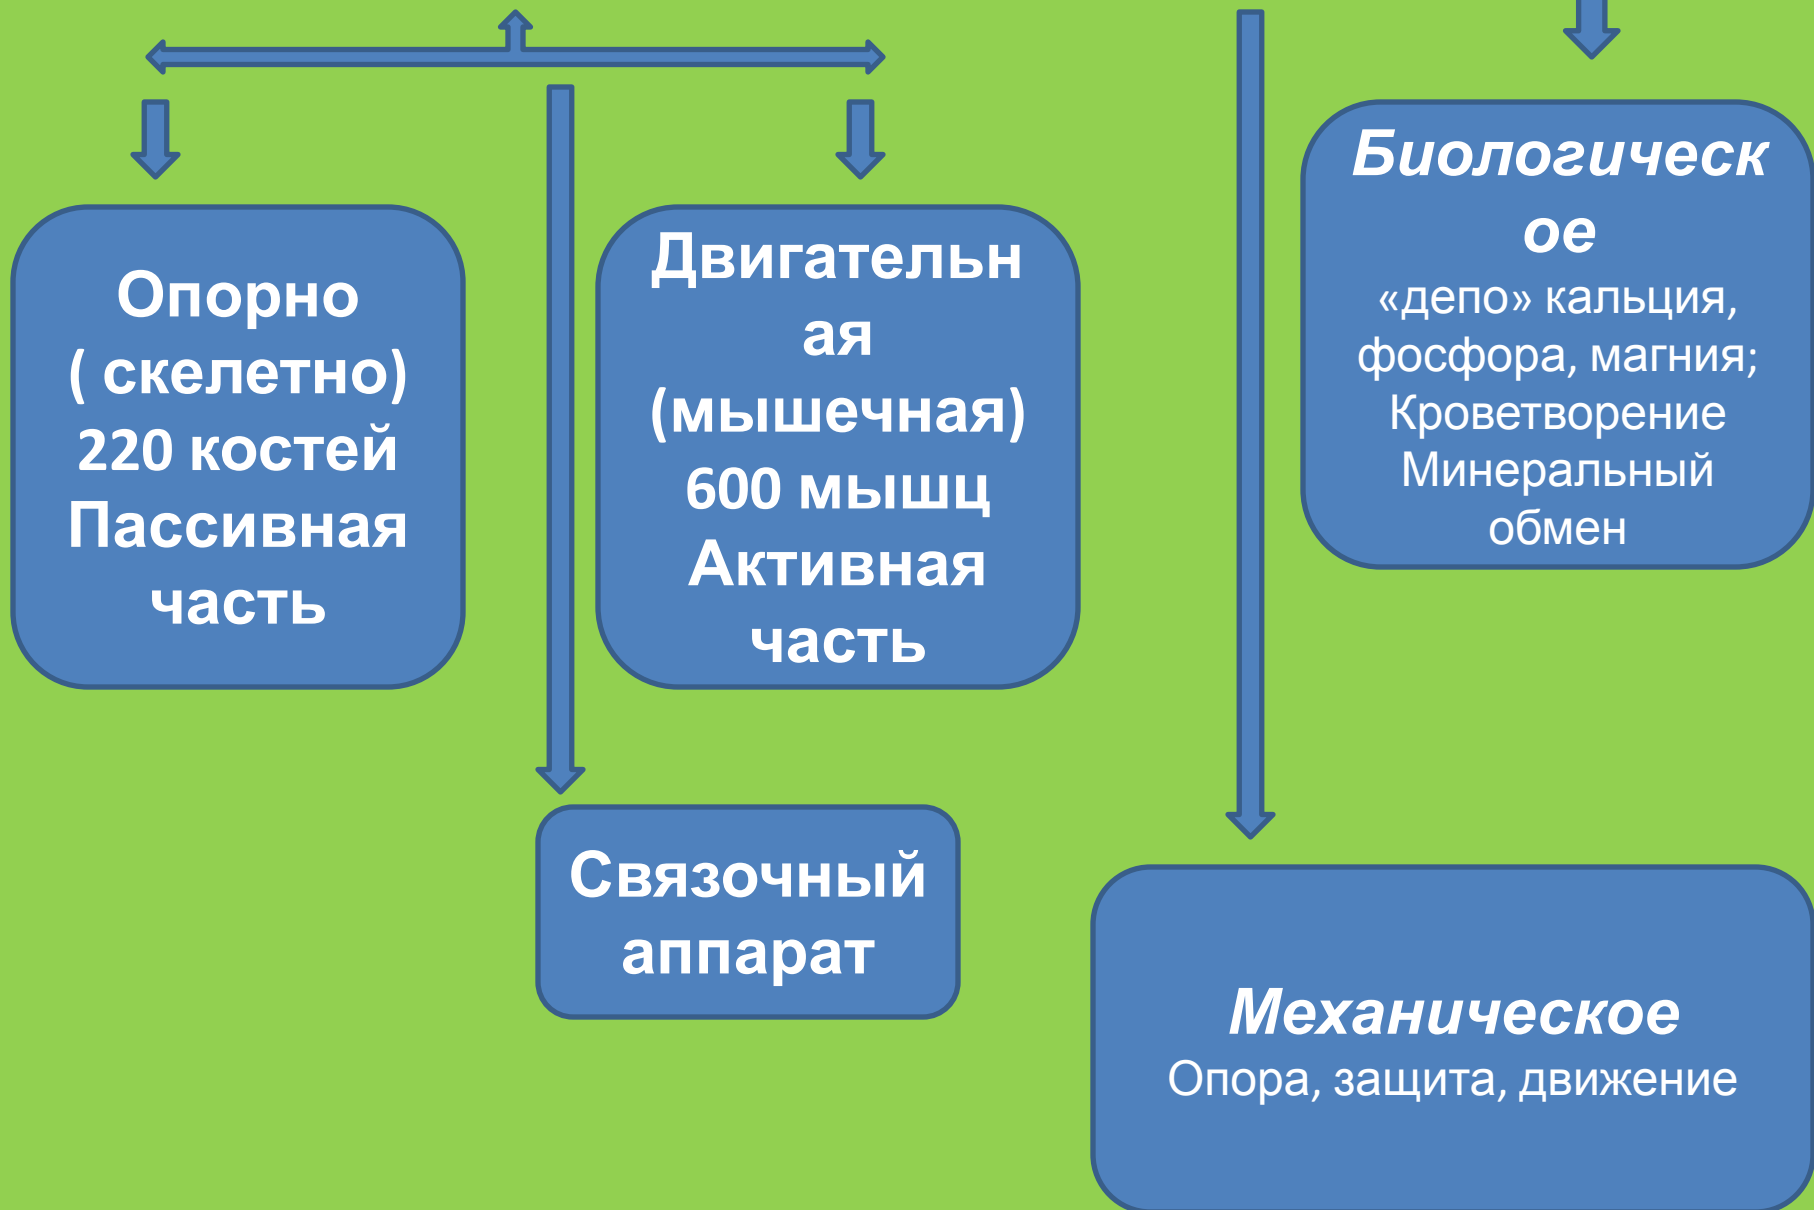 Опорно
( скелетно)
220 костей
Пассивная
часть
Двигательн
ая
(мышечная)
600 мышц
Активная
часть
Связочный
аппарат
Биологическ
ое
«депо» кальция,
фосфора, магния;
Кроветворение
Минеральный
обмен
Механическое
Опора, защита, движение